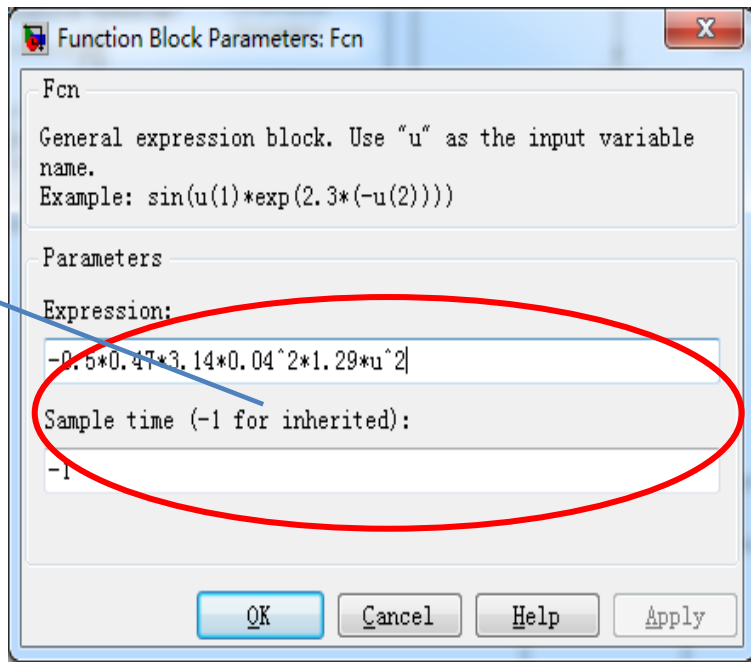 Function Block Parameters: Fcn
X
Fcn
General expression block. Use "u" as the input variable
name.
Example: sin(u(1)*exp(2.3*(-u(2))))
Parameters
Expression:
-0.5*0.47*3.14*0.04^2*1.29*u^2
Sample time (-1 for inherited):
-1
OK
Cancel
Help
Apply